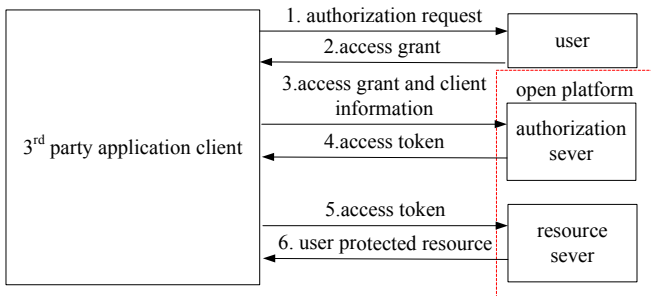 1. authorization request
user
2.access grant
3.access grant and client
information
open platform
authorization
sever
3rd party application client
4.access token
5.access token
resource
sever
6. user protected resource